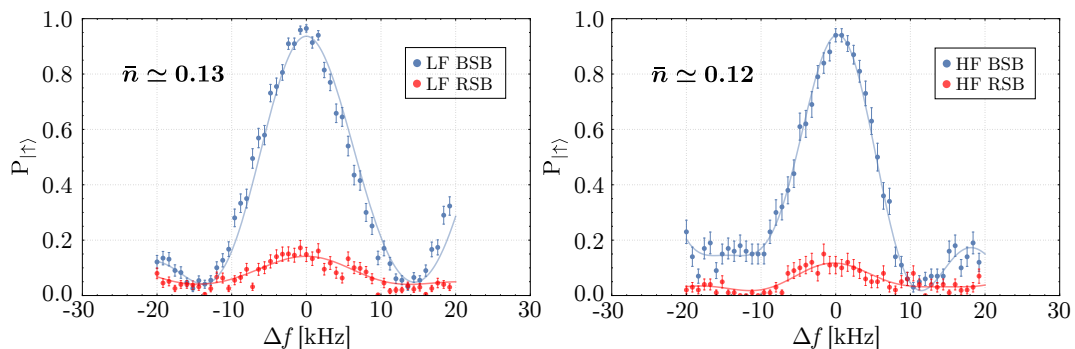 1.0
0.8
0.6
0.4
0.2
0.0
P|↑⟩
n̄ ≃ 0.13
LF BSB
LF RSB
-30 -20 -10 0 10 20 30
Δf [kHz]
1.0
0.8
0.6
0.4
0.2
0.0
P|↑⟩
n̄ ≃ 0.12
HF BSB
HF RSB
-30 -20 -10 0 10 20 30
Δf [kHz]